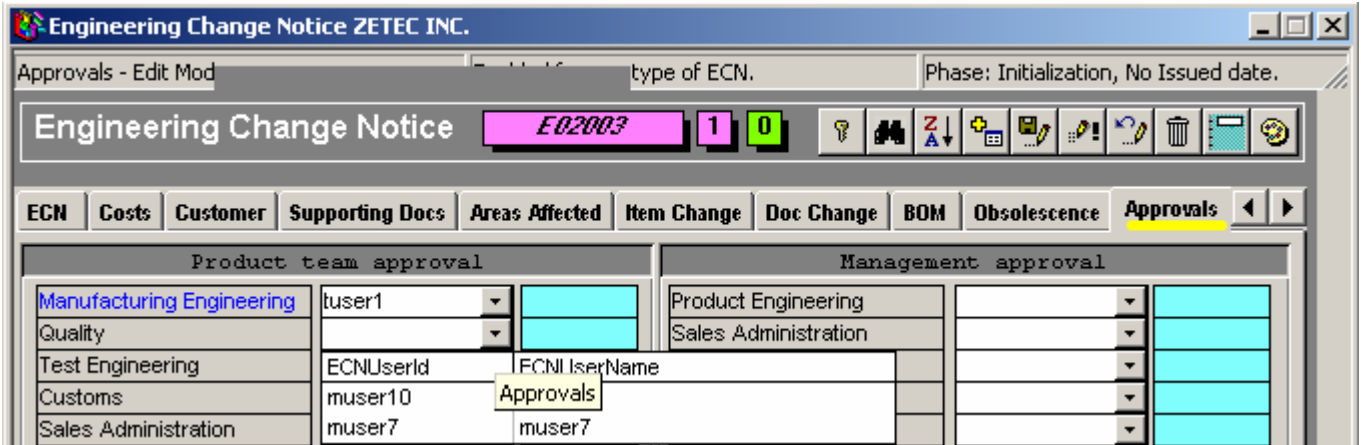 Engineering Change Notice ZETEC INC.
Approvals - Edit Mod type of ECN. Phase: Initialization, No Issued date.
Engineering Change Notice E02003 1 0
ECN Costs Customer Supporting Docs Areas Affected Item Change Doc Change BOM Obsolescence Approvals
Product team approval Management approval
Manufacturing Engineering tuser1 Product Engineering
Quality Sales Administration
Test Engineering ECNUserId ECNUserName
Customs muser10 Approvals
Sales Administration muser7 muser7